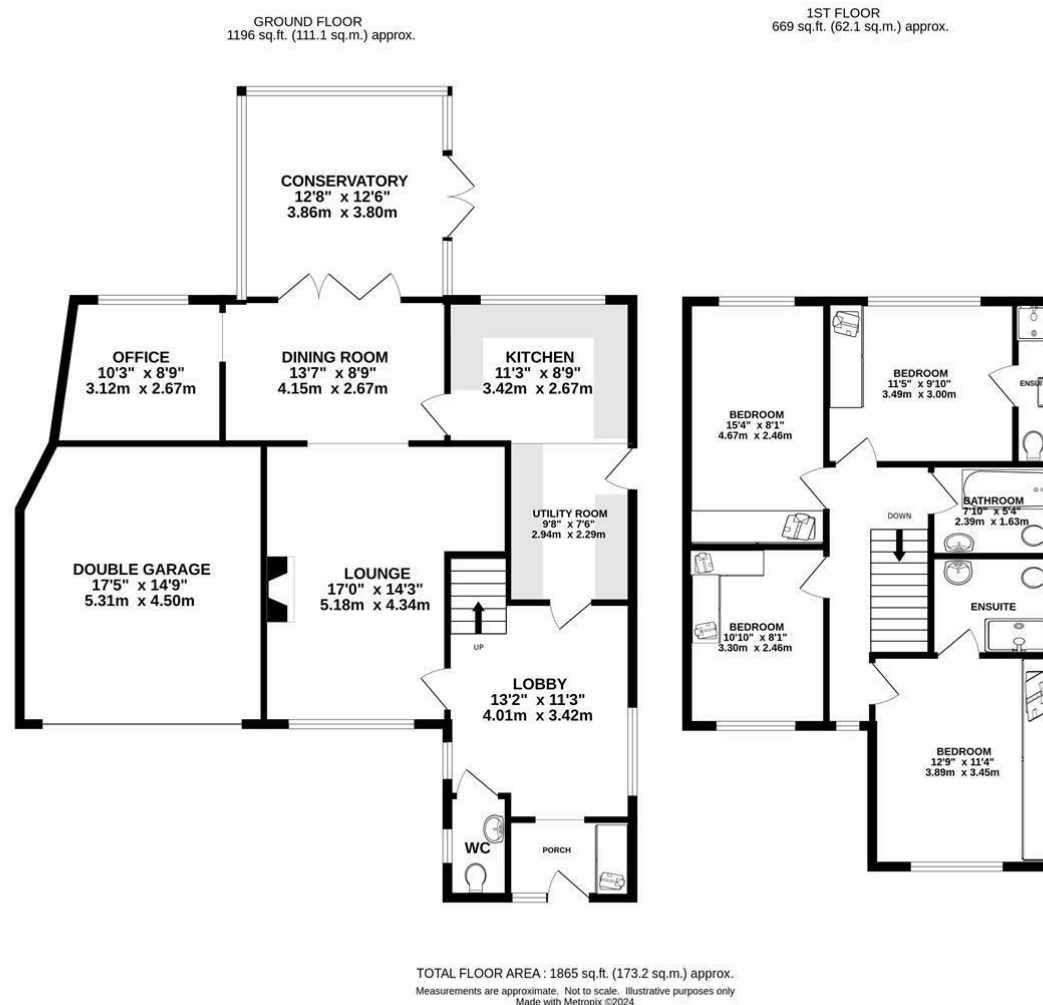 GROUND FLOOR
1196 sq.ft. (111.1 sq.m.) approx.
CONSERVATORY
12'8" x 12'6"
3.86m x 3.80m
OFFICE
10'3" x 8'9"
3.12m x 2.67m
DINING ROOM
13'7" x 8'9"
4.15m x 2.67m
KITCHEN
11'3" x 8'9"
3.42m x 2.67m
UTILITY ROOM
9'8" x 7'6"
2.94m x 2.29m
DOUBLE GARAGE
17'5" x 14'9"
5.31m x 4.50m
LOUNGE
17'0" x 14'3"
5.18m x 4.34m
UP
LOBBY
13'2" x 11'3"
4.01m x 3.42m
WC
PORCH
1ST FLOOR
669 sq.ft. (62.1 sq.m.) approx.
BEDROOM
15'4" x 8'1"
4.67m x 2.46m
BEDROOM
11'5" x 9'10"
3.49m x 3.00m
ENSUI
DOWN
BATHROOM
7'10" x 5'4"
2.39m x 1.63m
ENSUITE
BEDROOM
10'10" x 8'1"
3.30m x 2.46m
BEDROOM
12'9" x 11'4"
3.89m x 3.45m
TOTAL FLOOR AREA : 1865 sq.ft. (173.2 sq.m.) approx.
Measurements are approximate. Not to scale. Illustrative purposes only
Made with Metropix ©2024